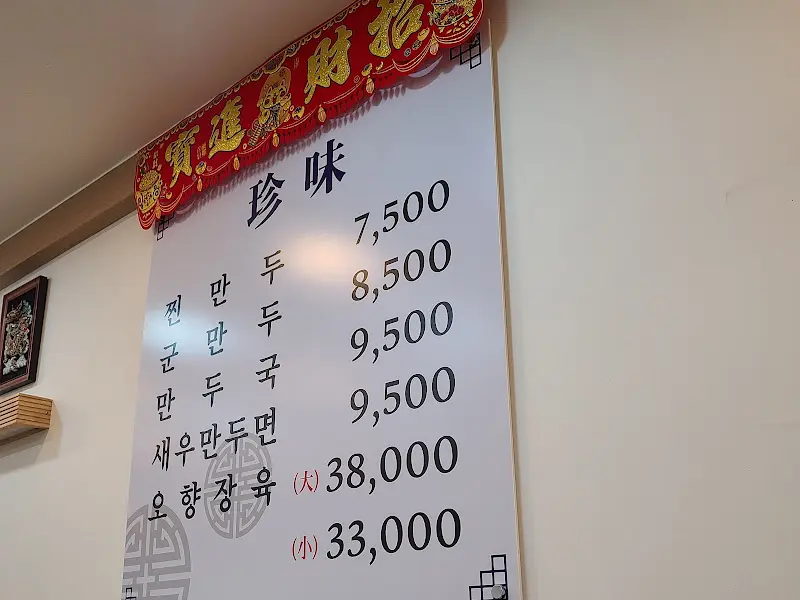 寶進財招
珍味
찐만두 7,500
군만두 8,500
만두국 9,500
새우만두면 9,500
오향장육 (大) 38,000
(小) 33,000